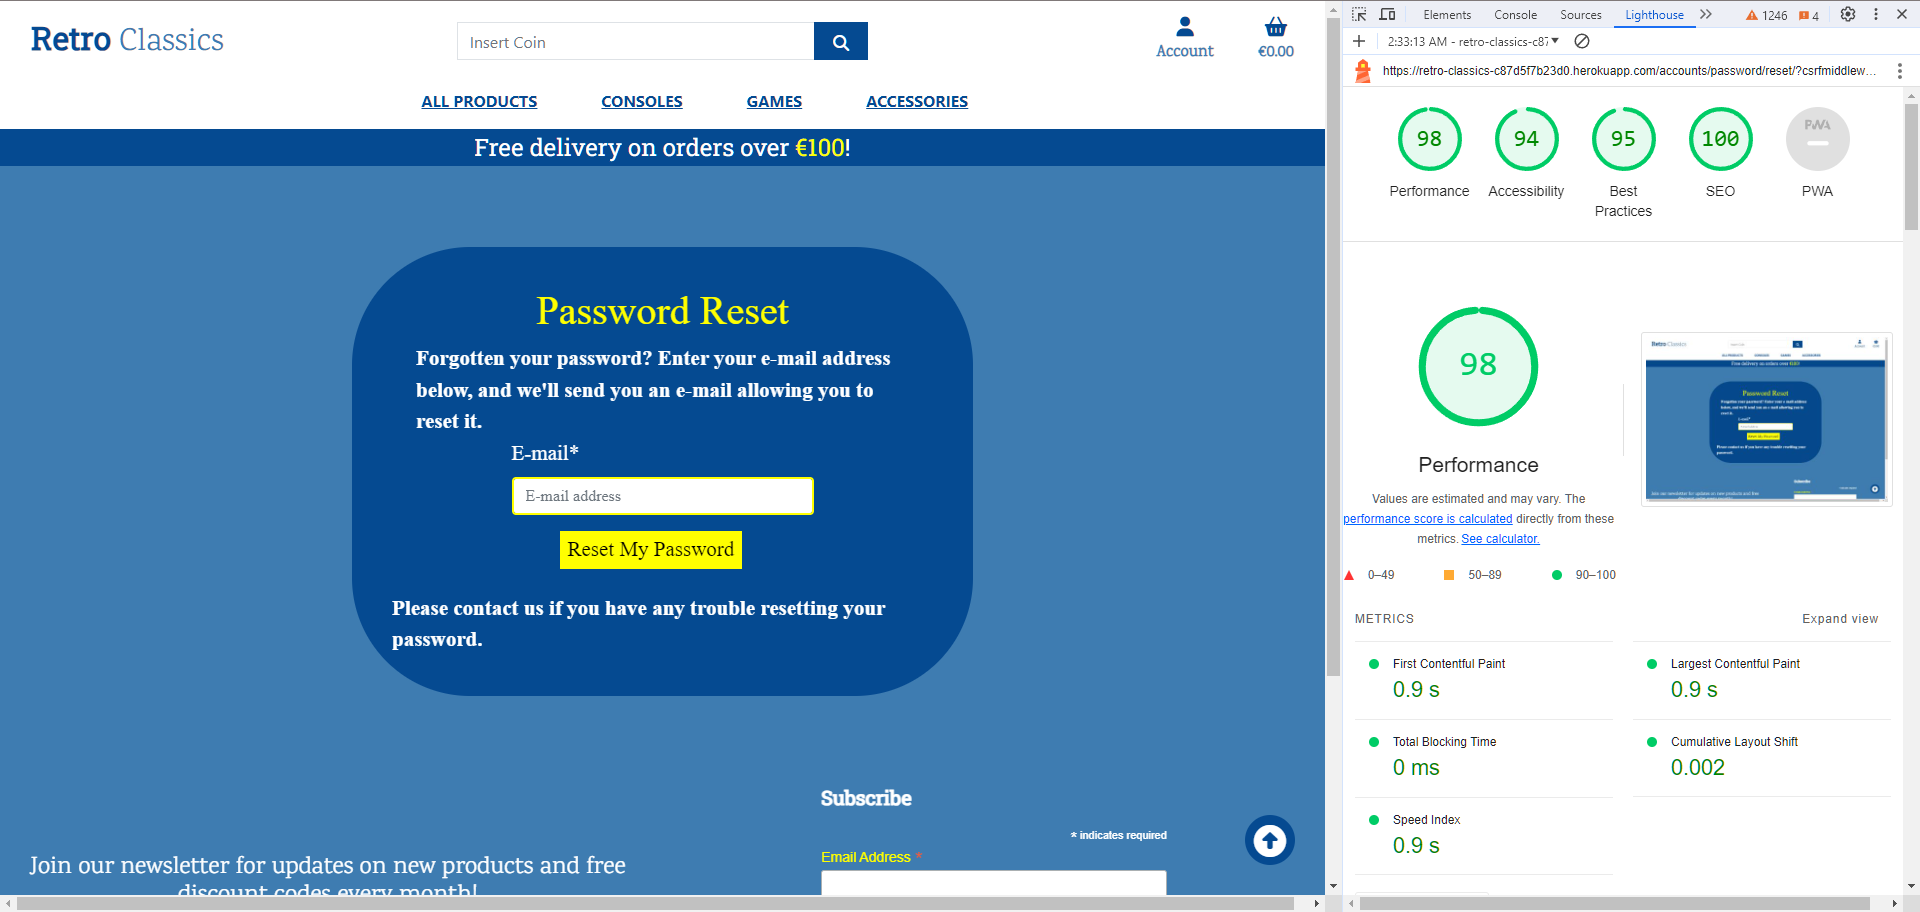 Retro Classics
Insert Coin
Account
€0.00
ALL PRODUCTS
CONSOLES
GAMES
ACCESSORIES
Free delivery on orders over €100!
Password Reset
Forgotten your password? Enter your e-mail address
below, and we'll send you an e-mail allowing you to
reset it.
E-mail*
E-mail address
Reset My Password
Please contact us if you have any trouble resetting your
password.
Subscribe
* indicates required
Email Address *
Join our newsletter for updates on new products and free
discount codes every month!
Elements
Console
Sources
Lighthouse
1246
4
2:33:13 AM - retro-classics-c87
https://retro-classics-c87d5f7b23d0.herokuapp.com/accounts/password/reset/?csrfmiddlew...
98
94
95
100
PWA
Performance
Accessibility
Best
Practices
SEO
PWA
98
Performance
Values are estimated and may vary. The
performance score is calculated directly from these
metrics. See calculator.
0–49
50–89
90–100
METRICS
Expand view
First Contentful Paint
0.9 s
Largest Contentful Paint
0.9 s
Total Blocking Time
0 ms
Cumulative Layout Shift
0.002
Speed Index
0.9 s